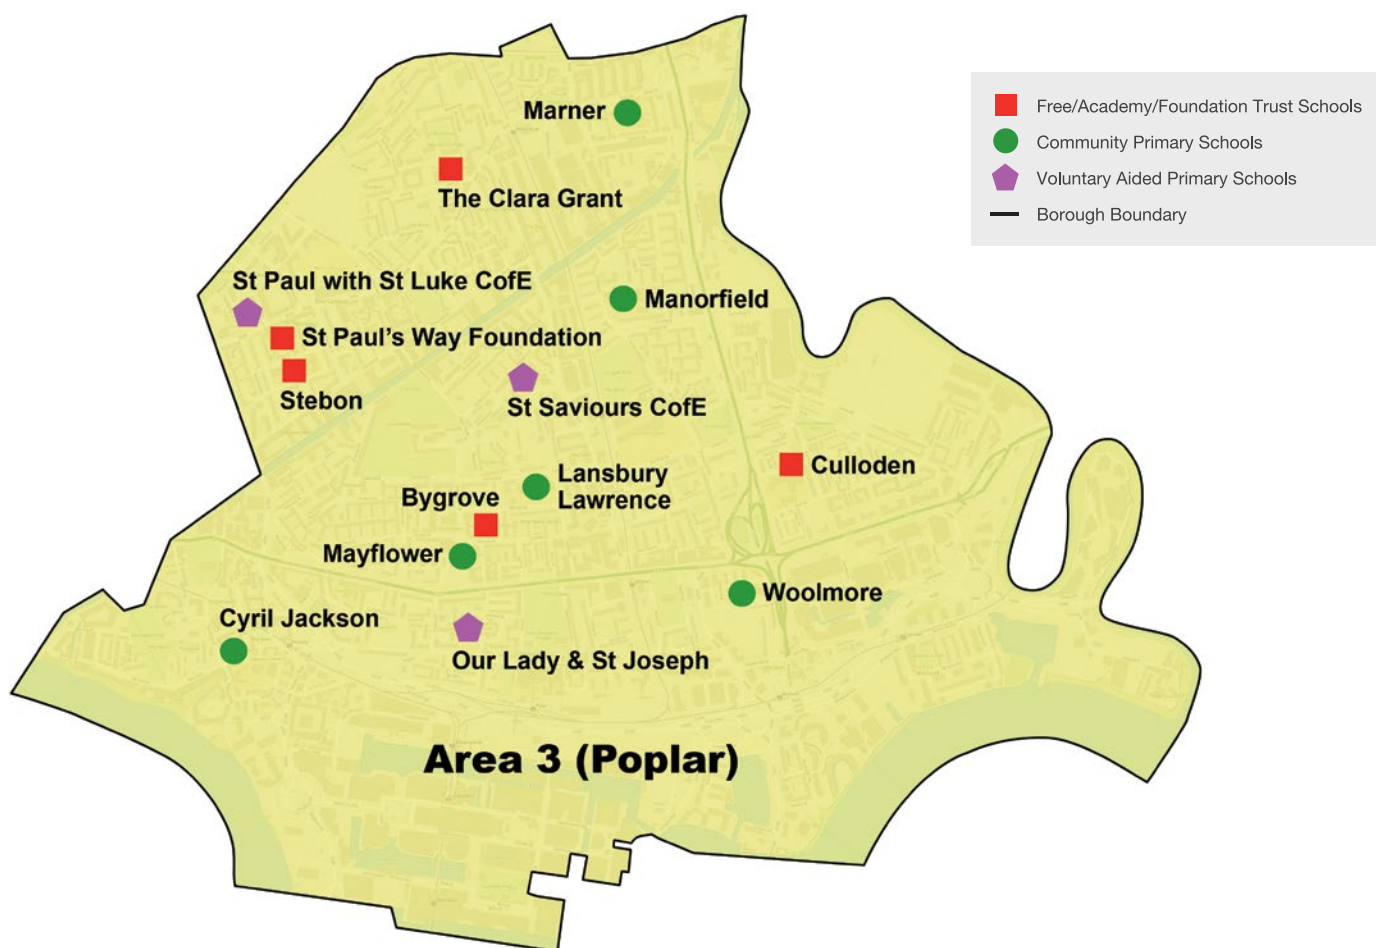 Marner
The Clara Grant
St Paul with St Luke CofE
Manorfield
St Paul's Way Foundation
Stebon
St Saviours CofE
Culloden
Lansbury
Lawrence
Bygrove
Mayflower
Woolmore
Cyril Jackson
Our Lady & St Joseph
Area 3 (Poplar)
Free/Academy/Foundation Trust Schools
Community Primary Schools
Voluntary Aided Primary Schools
Borough Boundary